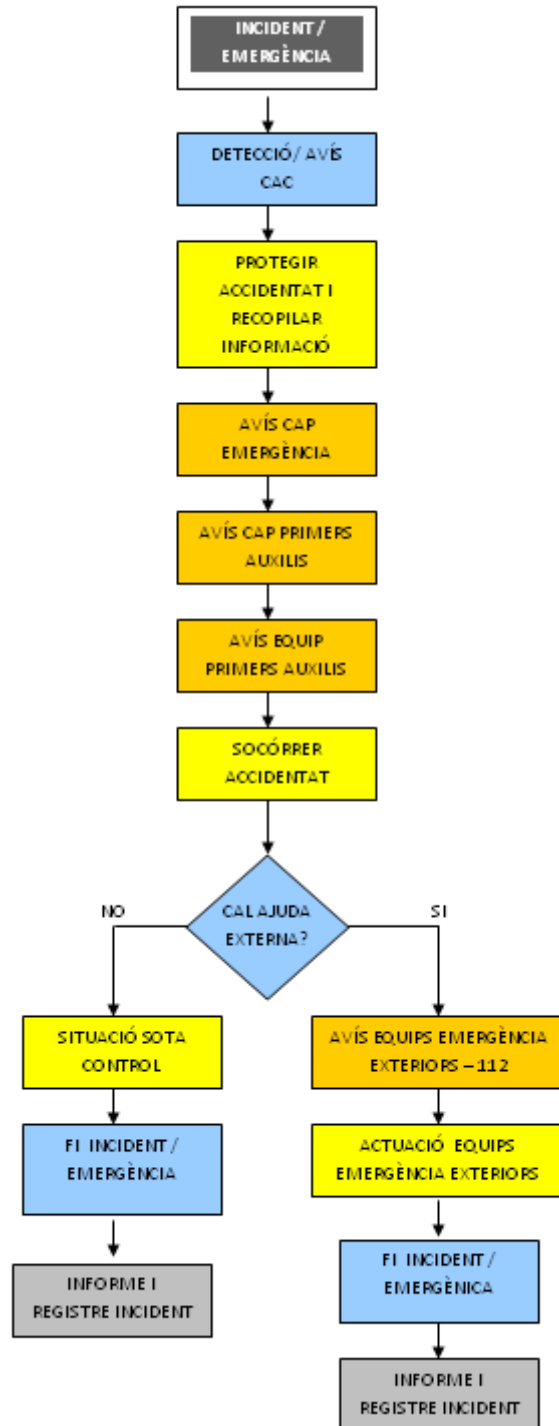 INCIDENT /
EMERGÈNCIA
DETECCIÓ / AVÍS
CAC
PROTEGIR
ACCIDENTAT I
RECOPILAR
INFORMACIÓ
AVÍS CAP
EMERGÈNCIA
AVÍS CAP PRIMERS
AUXILIS
AVÍS EQUIP
PRIMERS AUXILIS
SOCÓRRER
ACCIDENTAT
CAL AJUDA
EXTERNA?
NO
SI
SITUACIÓ SOTA
CONTROL
FI INCIDENT /
EMERGÈNCIA
INFORME I
REGISTRE INCIDENT
AVÍS EQUIPS EMERGÈNCIA
EXTERIORS – 112
ACTUACIÓ EQUIPS
EMERGÈNCIA EXTERIORS
FI INCIDENT /
EMERGÈNICA
INFORME I
REGISTRE INCIDENT